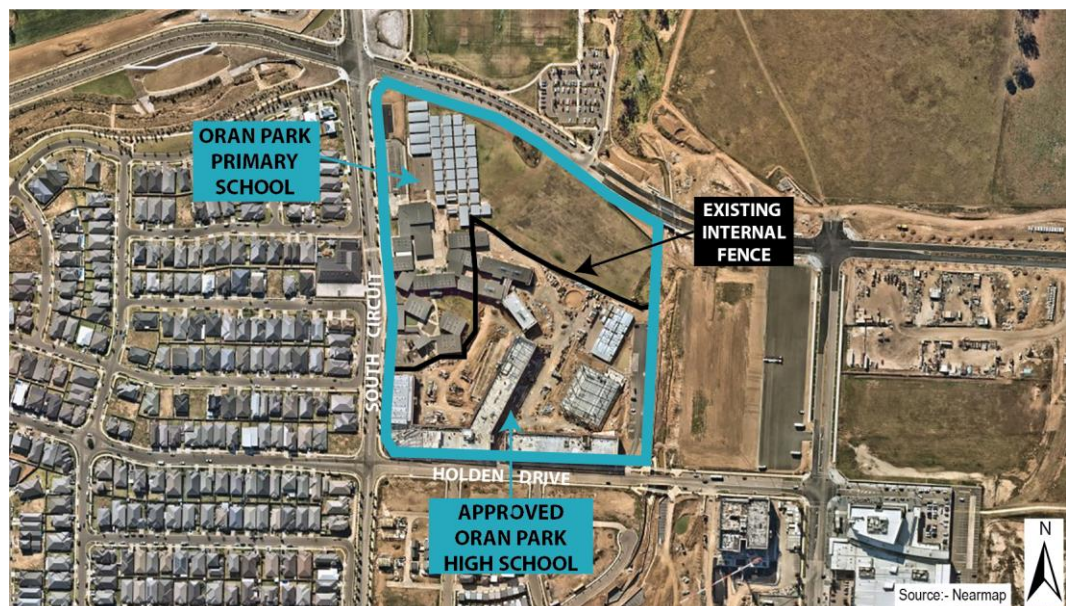 ORAN PARK
PRIMARY
SCHOOL
EXISTING
INTERNAL
FENCE
SOUTH CIRCUIT
HOLDEN DRIVE
APPROVED
ORAN PARK
HIGH SCHOOL
N
Source:- Nearmap